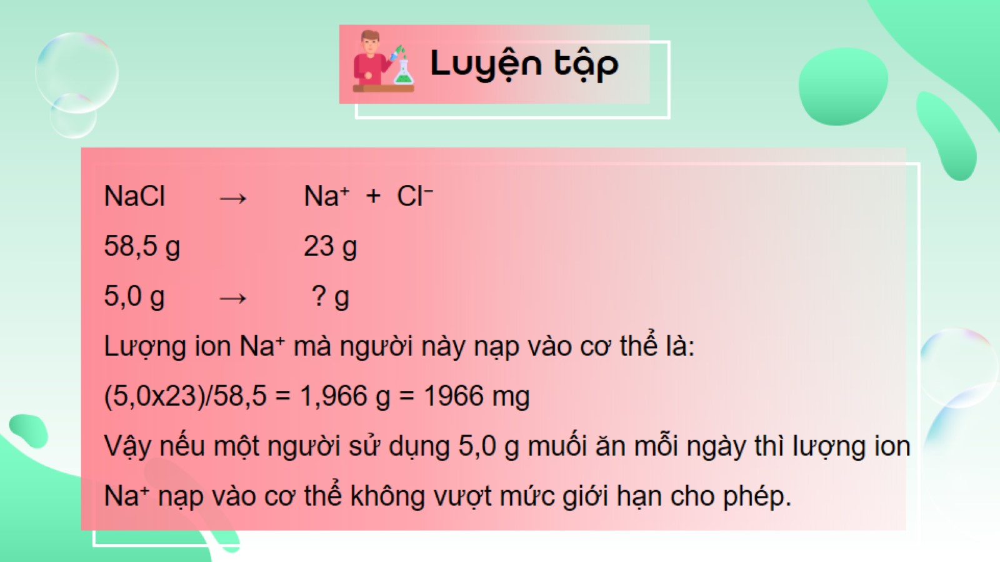 Luyện tập
NaCl → Na⁺ + Cl⁻
58,5 g 23 g
5,0 g → ? g
Lượng ion Na⁺ mà người này nạp vào cơ thể là:
(5,0x23)/58,5 = 1,966 g = 1966 mg
Vậy nếu một người sử dụng 5,0 g muối ăn mỗi ngày thì lượng ion
Na⁺ nạp vào cơ thể không vượt mức giới hạn cho phép.